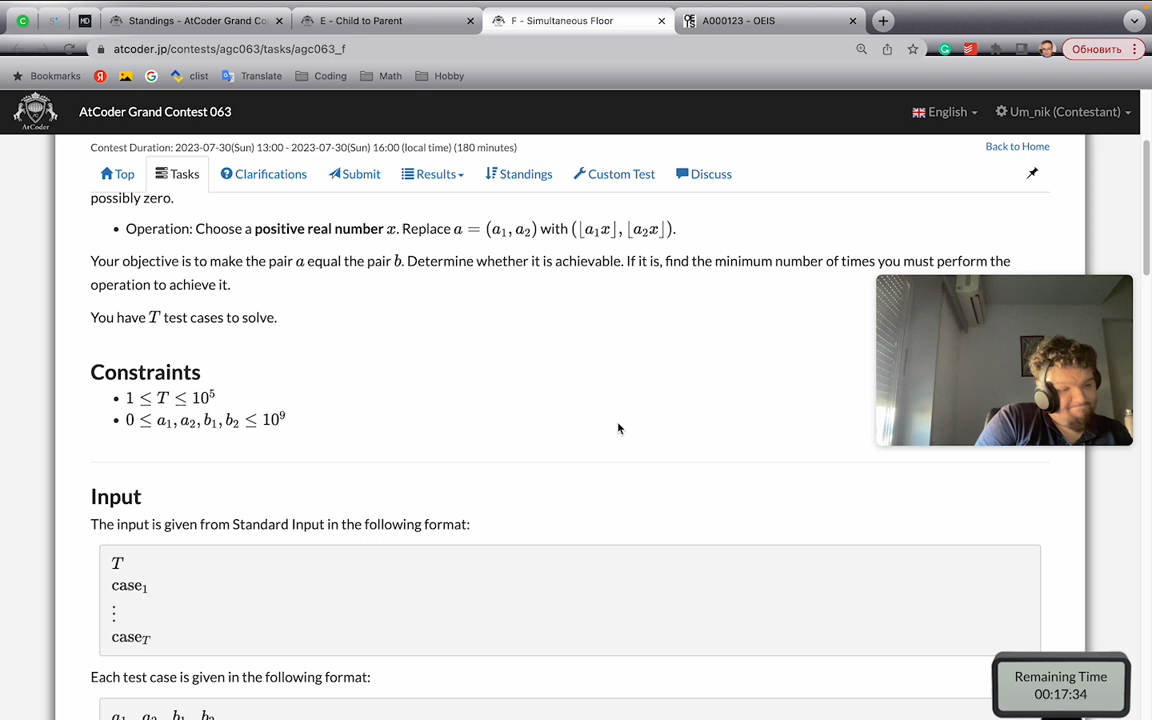 Standings - AtCoder Grand Co
E - Child to Parent
F - Simultaneous Floor
A000123 - OEIS
atcoder.jp/contests/agc063/tasks/agc063_f
Обновить
Bookmarks
clist
Translate
Coding
Math
Hobby
AtCoder Grand Contest 063
English
Um_nik (Contestant)
Contest Duration: 2023-07-30(Sun) 13:00 - 2023-07-30(Sun) 16:00 (local time) (180 minutes)
Back to Home
Top
Tasks
Clarifications
Submit
Results
Standings
Custom Test
Discuss
possibly zero.
• Operation: Choose a positive real number x. Replace a = (a₁, a₂) with (⌊a₁x⌋, ⌊a₂x⌋).
Your objective is to make the pair a equal the pair b. Determine whether it is achievable. If it is, find the minimum number of times you must perform the
operation to achieve it.
You have T test cases to solve.
Constraints
• 1 ≤ T ≤ 10⁵
• 0 ≤ a₁, a₂, b₁, b₂ ≤ 10⁹
Input
The input is given from Standard Input in the following format:
T
case₁
⋮
case_T
Each test case is given in the following format:
a₁ a₂ b₁ b₂
Remaining Time
00:17:34